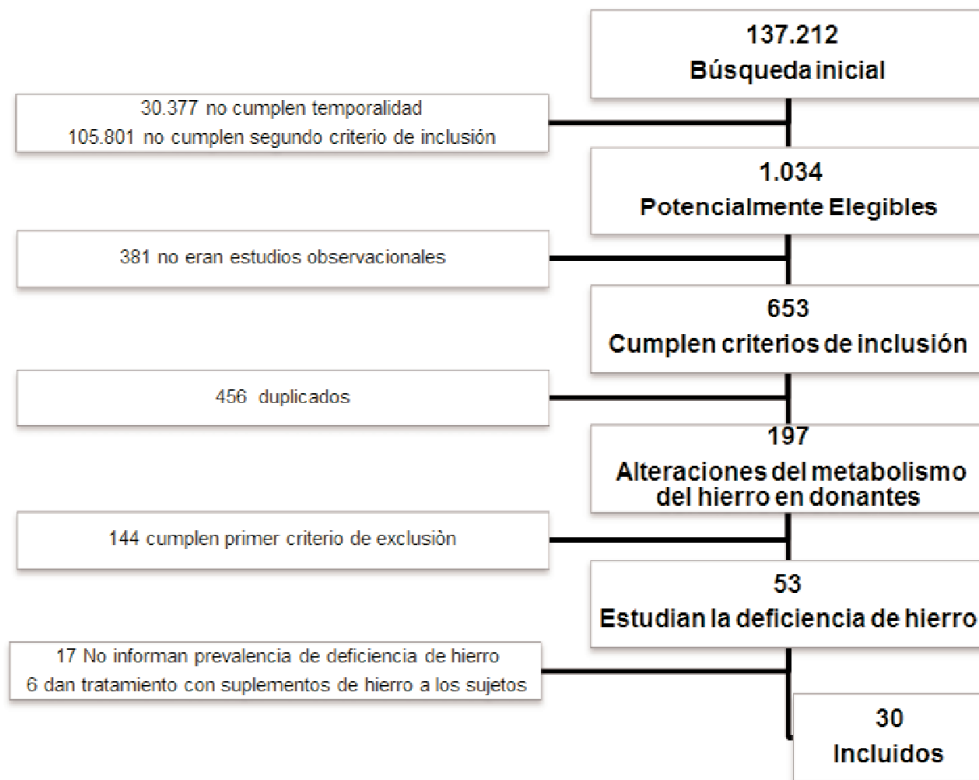 137.212
Búsqueda inicial
30.377 no cumplen temporalidad
105.801 no cumplen segundo criterio de inclusión
1.034
Potencialmente Elegibles
381 no eran estudios observacionales
653
Cumplen criterios de inclusión
456 duplicados
197
Alteraciones del metabolismo
del hierro en donantes
144 cumplen primer criterio de exclusiòn
53
Estudian la deficiencia de hierro
17 No informan prevalencia de deficiencia de hierro
6 dan tratamiento con suplementos de hierro a los sujetos
30
Incluidos